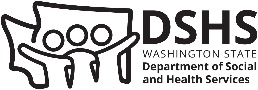 DSHS
WASHINGTON STATE
Department of Social
and Health Services